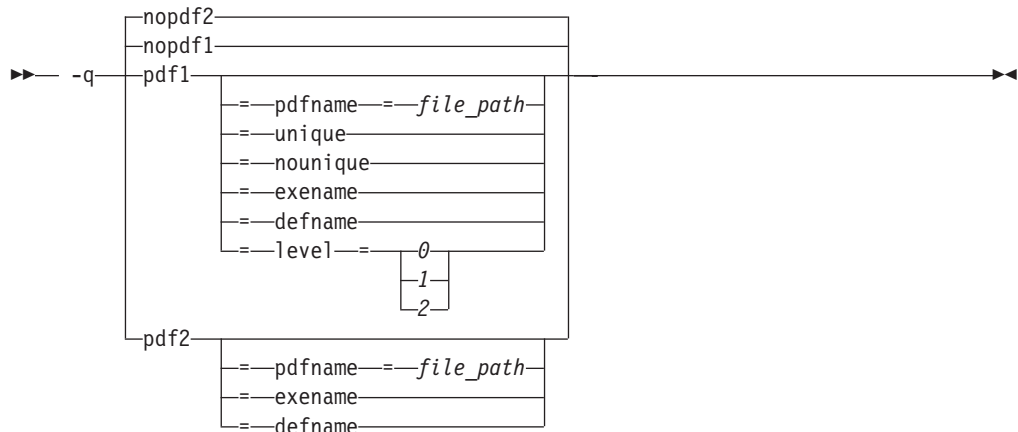 nopdf2
nopdf1
-q pdf1
= pdfname = file_path
= unique
= nounique
= exename
= defname
= level = 0
1
2
pdf2
= pdfname = file_path
= exename
= defname